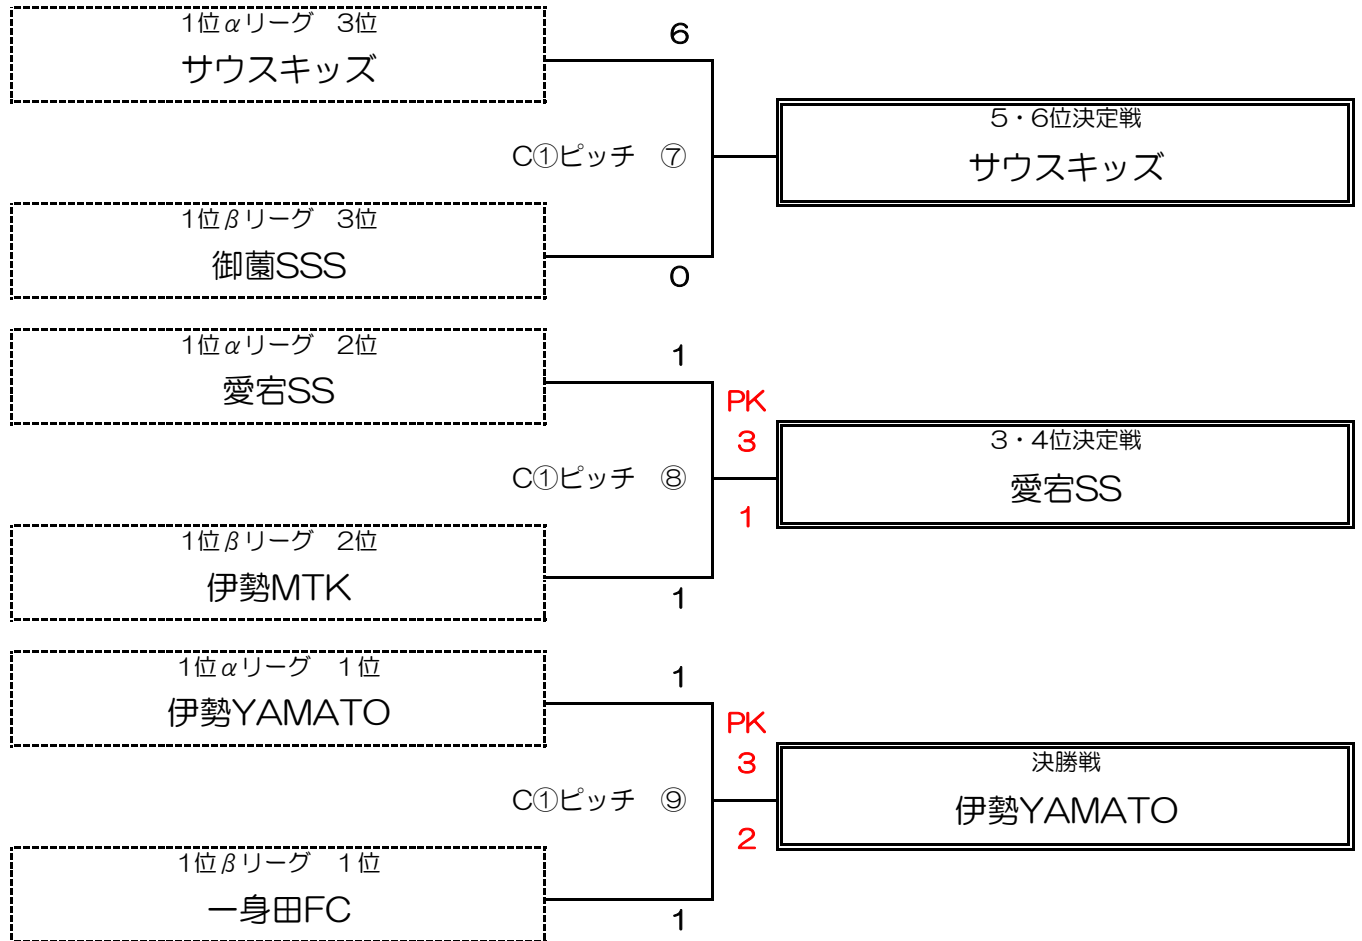 1位αリーグ　3位
サウスキッズ
6
C①ピッチ　⑦
5・6位決定戦
サウスキッズ
1位βリーグ　3位
御薗SSS
0
1位αリーグ　2位
愛宕SS
1
PK
3
C①ピッチ　⑧
1
3・4位決定戦
愛宕SS
1位βリーグ　2位
伊勢MTK
1
1位αリーグ　1位
伊勢YAMATO
1
PK
3
C①ピッチ　⑨
2
決勝戦
伊勢YAMATO
1位βリーグ　1位
一身田FC
1